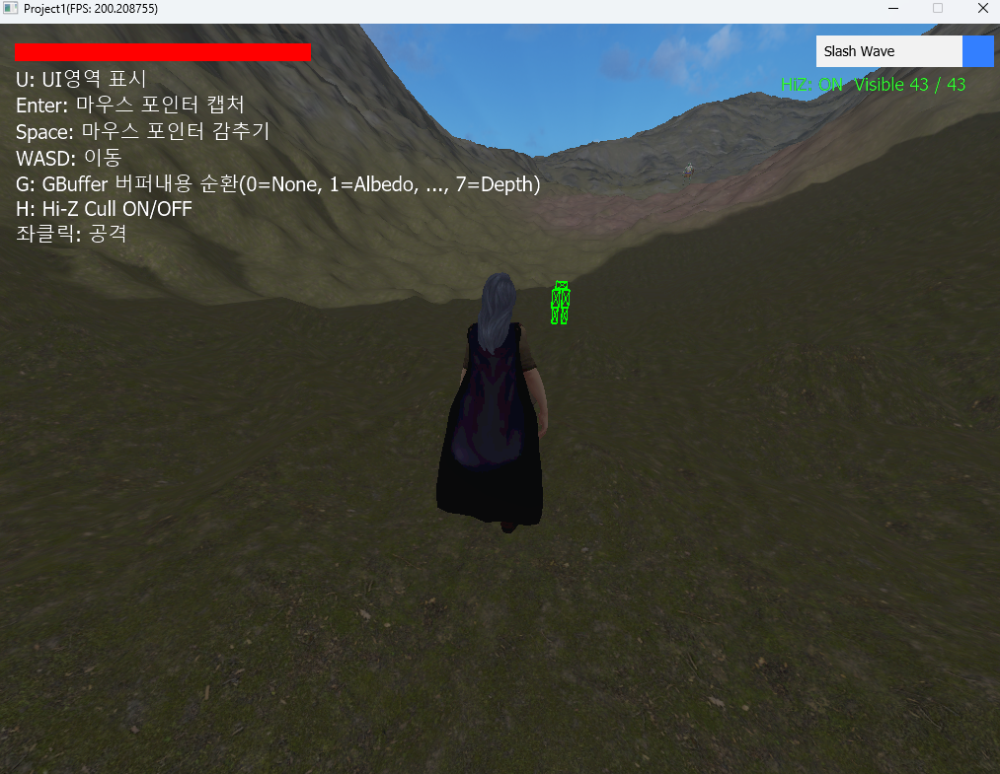 Project1(FPS: 200.208755)
Slash Wave
HIZ: ON Visible 43 / 43
U: UI영역 표시
Enter: 마우스 포인터 캡처
Space: 마우스 포인터 감추기
WASD: 이동
G: GBuffer 버퍼내용 순환(0=None, 1=Albedo, ..., 7=Depth)
H: Hi-Z Cull ON/OFF
좌클릭: 공격